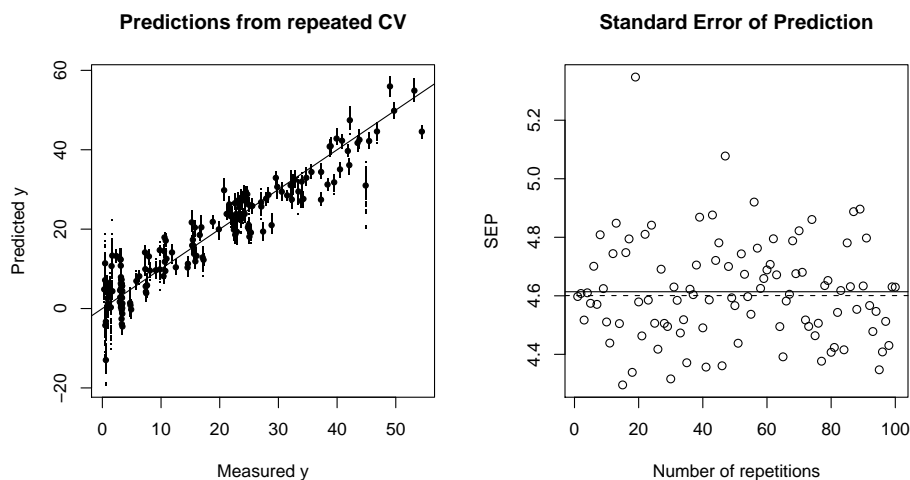 Predictions from repeated CV
Predicted y
60
40
20
0
−20
0 10 20 30 40 50
Measured y
Standard Error of Prediction
SEP
5.2
5.0
4.8
4.6
4.4
0 20 40 60 80 100
Number of repetitions